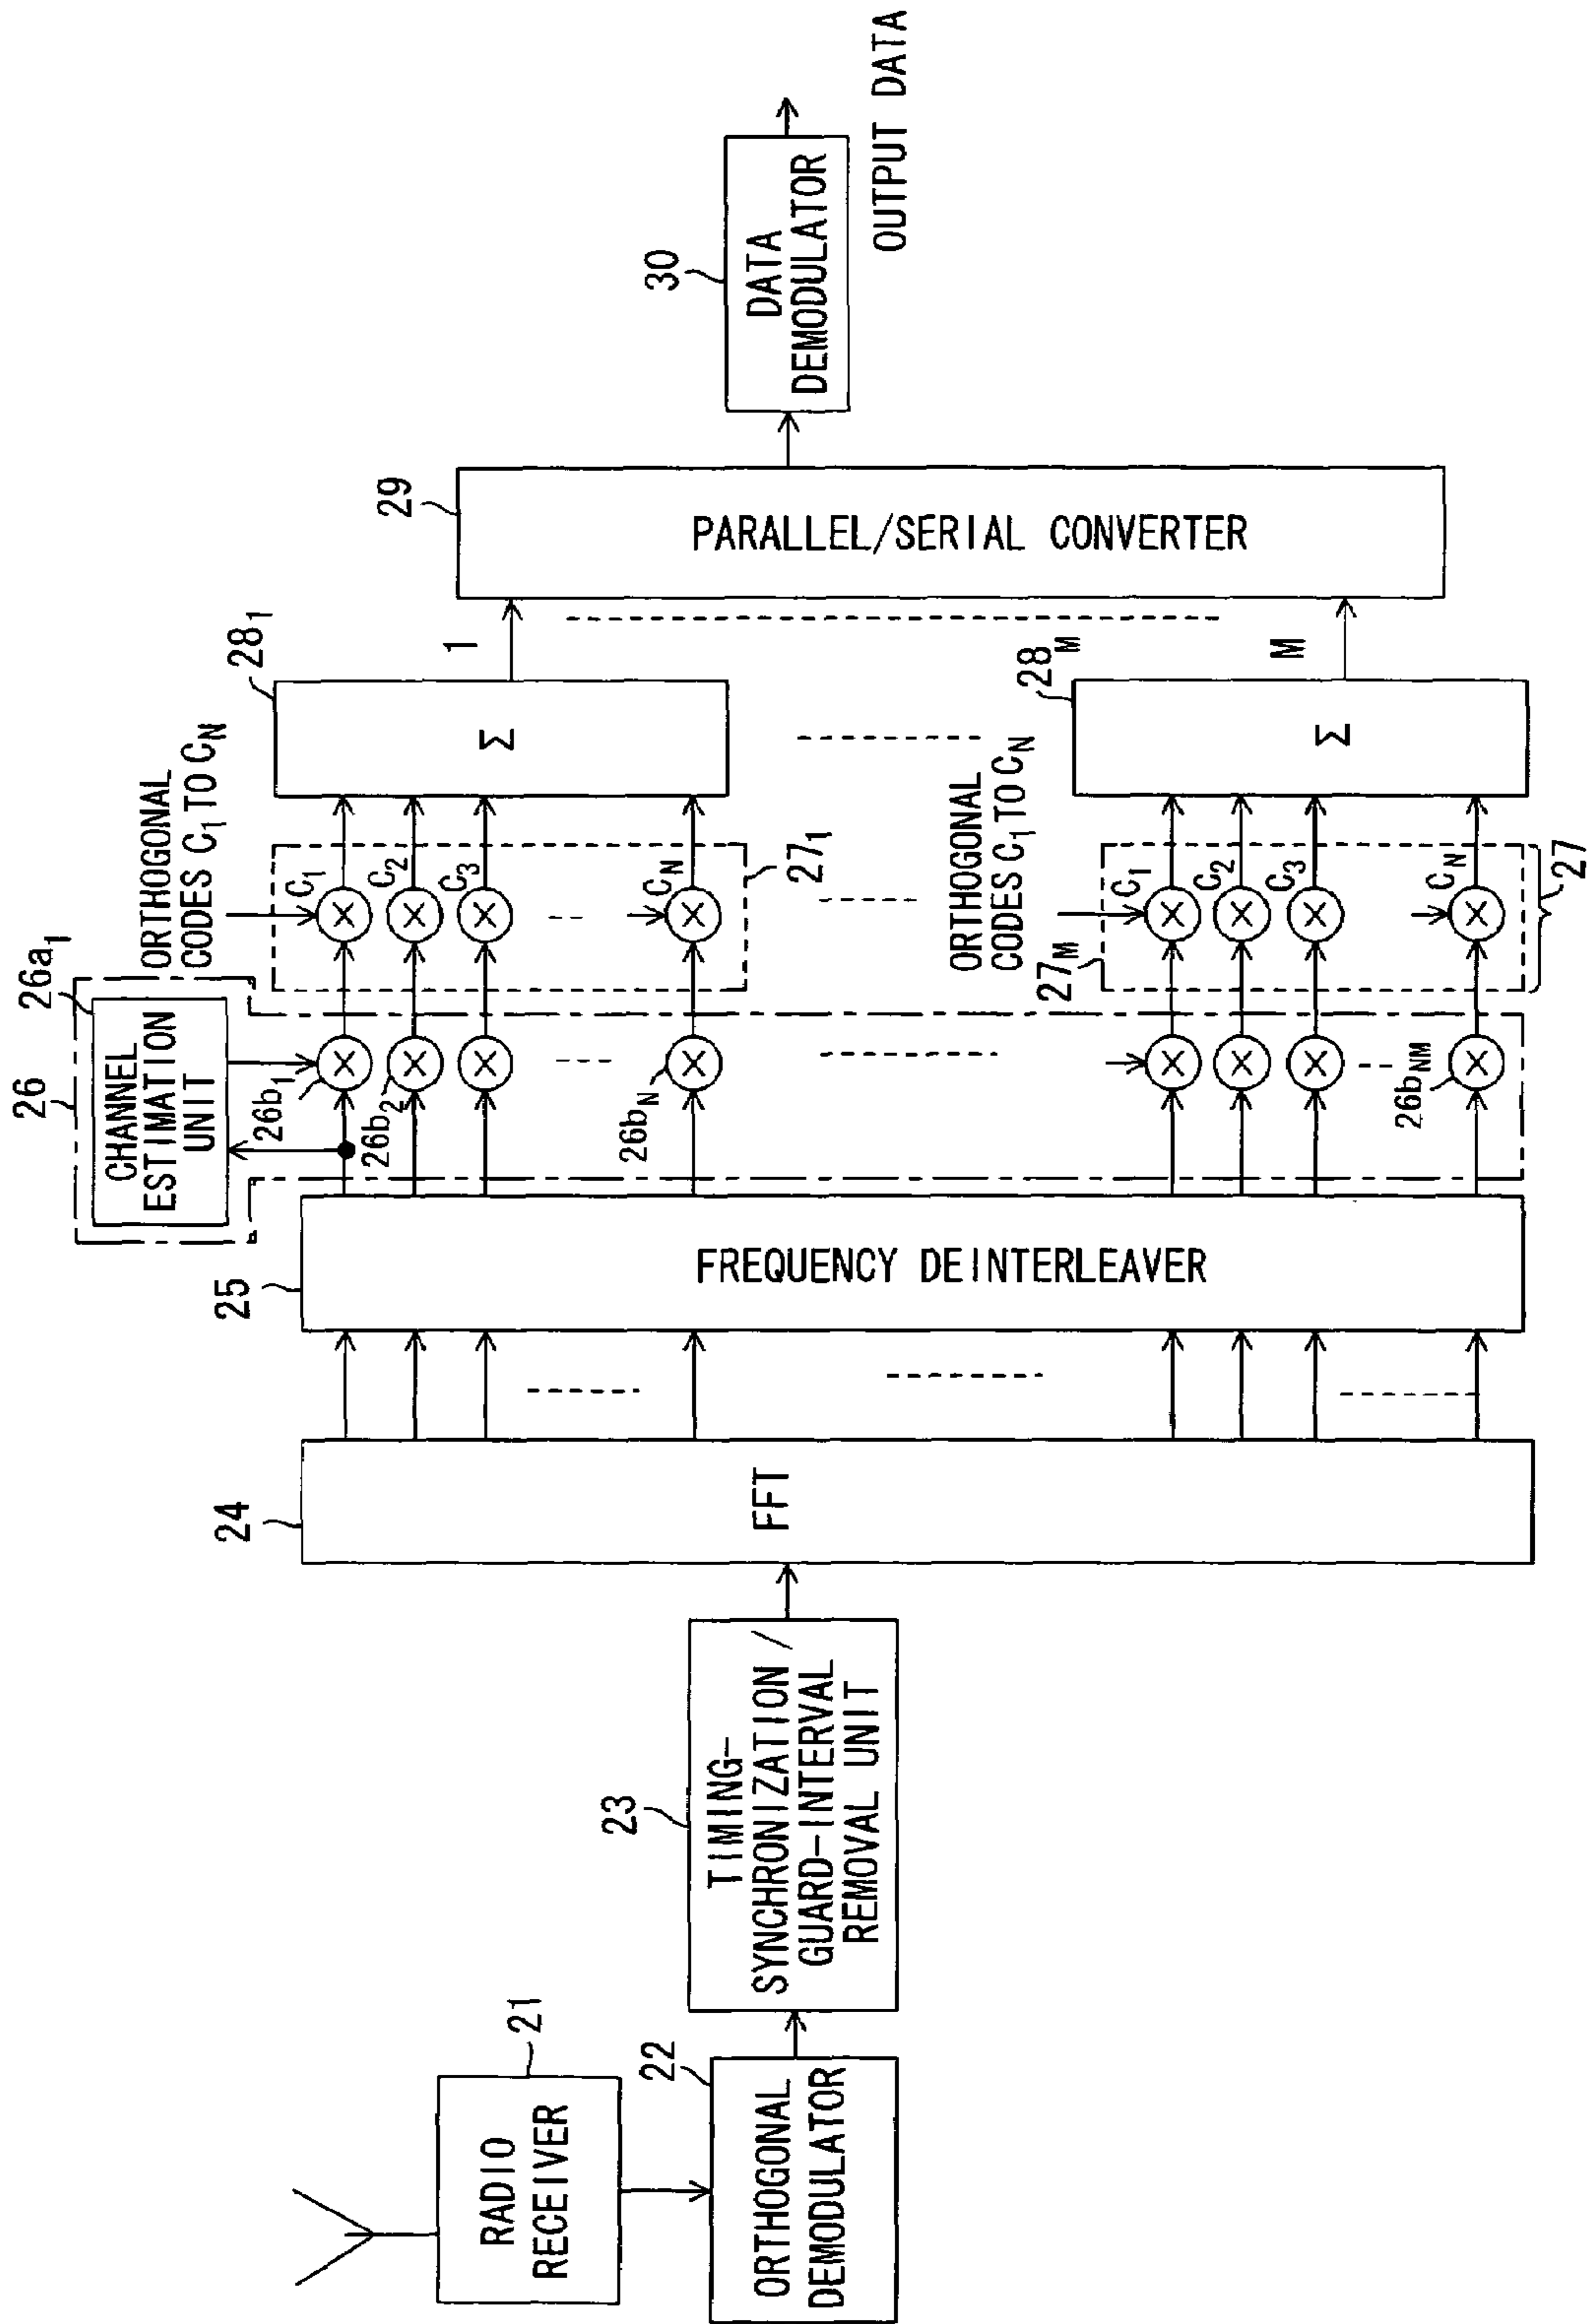 21
RADIO
RECEIVER
22
ORTHOGONAL
DEMODULATOR
23
TIMING-
SYNCHRONIZATION /
GUARD-INTERVAL
REMOVAL UNIT
24
FFT
25
FREQUENCY DEINTERLEAVER
26
26a1
CHANNEL
ESTIMATION
UNIT
26b1
26b2
26bN
26bNM
ORTHOGONAL
CODES C1 TO CN
C1
C2
C3
CN
271
ORTHOGONAL
CODES C1 TO CN
27M
C1
C2
C3
CN
27
281
Σ
1
28M
Σ
M
29
PARALLEL/SERIAL CONVERTER
30
DATA
DEMODULATOR
OUTPUT DATA